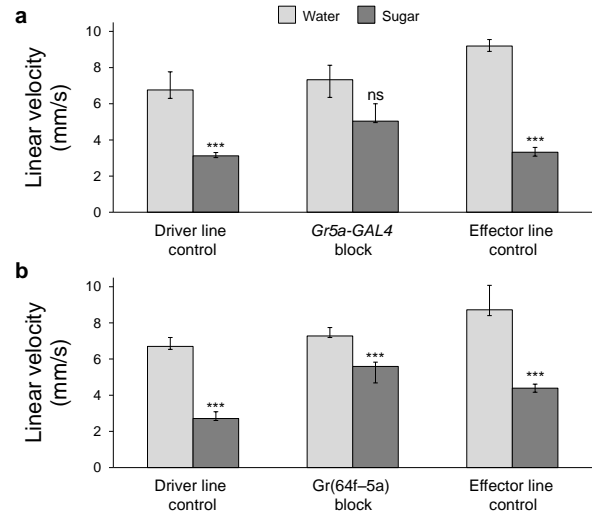 a
Water Sugar
Linear velocity
(mm/s)
10
8
6
4
2
0
***
ns
***
Driver line
control
Gr5a-GAL4
block
Effector line
control
b
Linear velocity
(mm/s)
10
8
6
4
2
0
***
***
***
Driver line
control
Gr(64f–5a)
block
Effector line
control